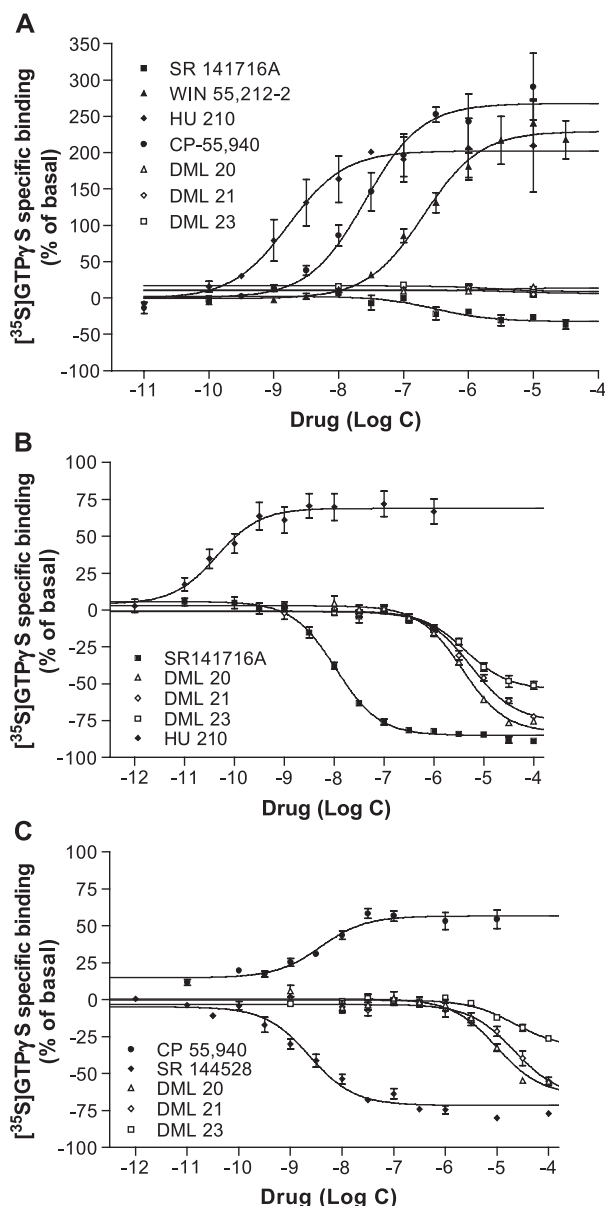 A
[³⁵S]GTPγS specific binding
(% of basal)
350
300
250
200
150
100
50
0
-50
-100
SR 141716A
WIN 55,212-2
HU 210
CP-55,940
DML 20
DML 21
DML 23
-11 -10 -9 -8 -7 -6 -5 -4
Drug (Log C)
B
[³⁵S]GTPγS specific binding
(% of basal)
100
75
50
25
0
-25
-50
-75
-100
SR141716A
DML 20
DML 21
DML 23
HU 210
-12 -11 -10 -9 -8 -7 -6 -5 -4
Drug (Log C)
C
[³⁵S]GTPγS specific binding
(% of basal)
100
75
50
25
0
-25
-50
-75
-100
CP 55,940
SR 144528
DML 20
DML 21
DML 23
-12 -11 -10 -9 -8 -7 -6 -5 -4
Drug (Log C)